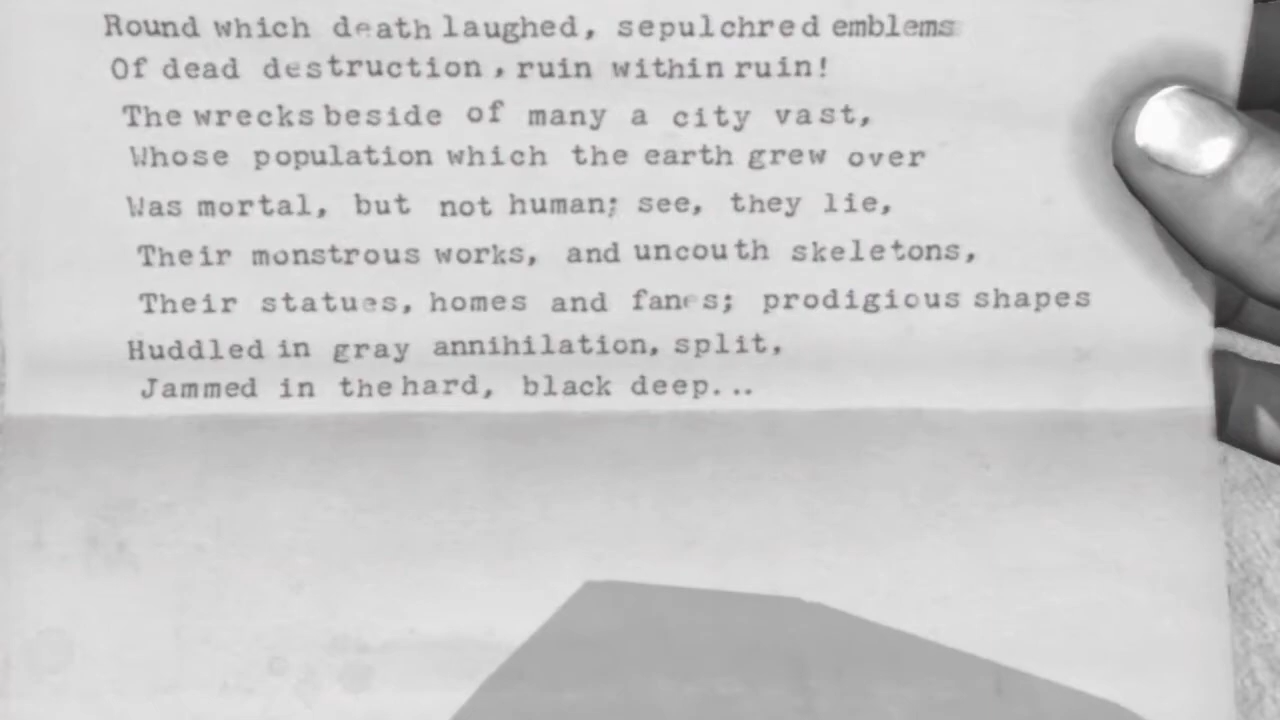 Round which death laughed, sepulchred emblems
Of dead destruction, ruin within ruin!
The wrecks beside of many a city vast,
Whose population which the earth grew over
Was mortal, but not human; see, they lie,
Their monstrous works, and uncouth skeletons,
Their statues, homes and fanes; prodigious shapes
Huddled in gray annihilation, split,
Jammed in the hard, black deep...